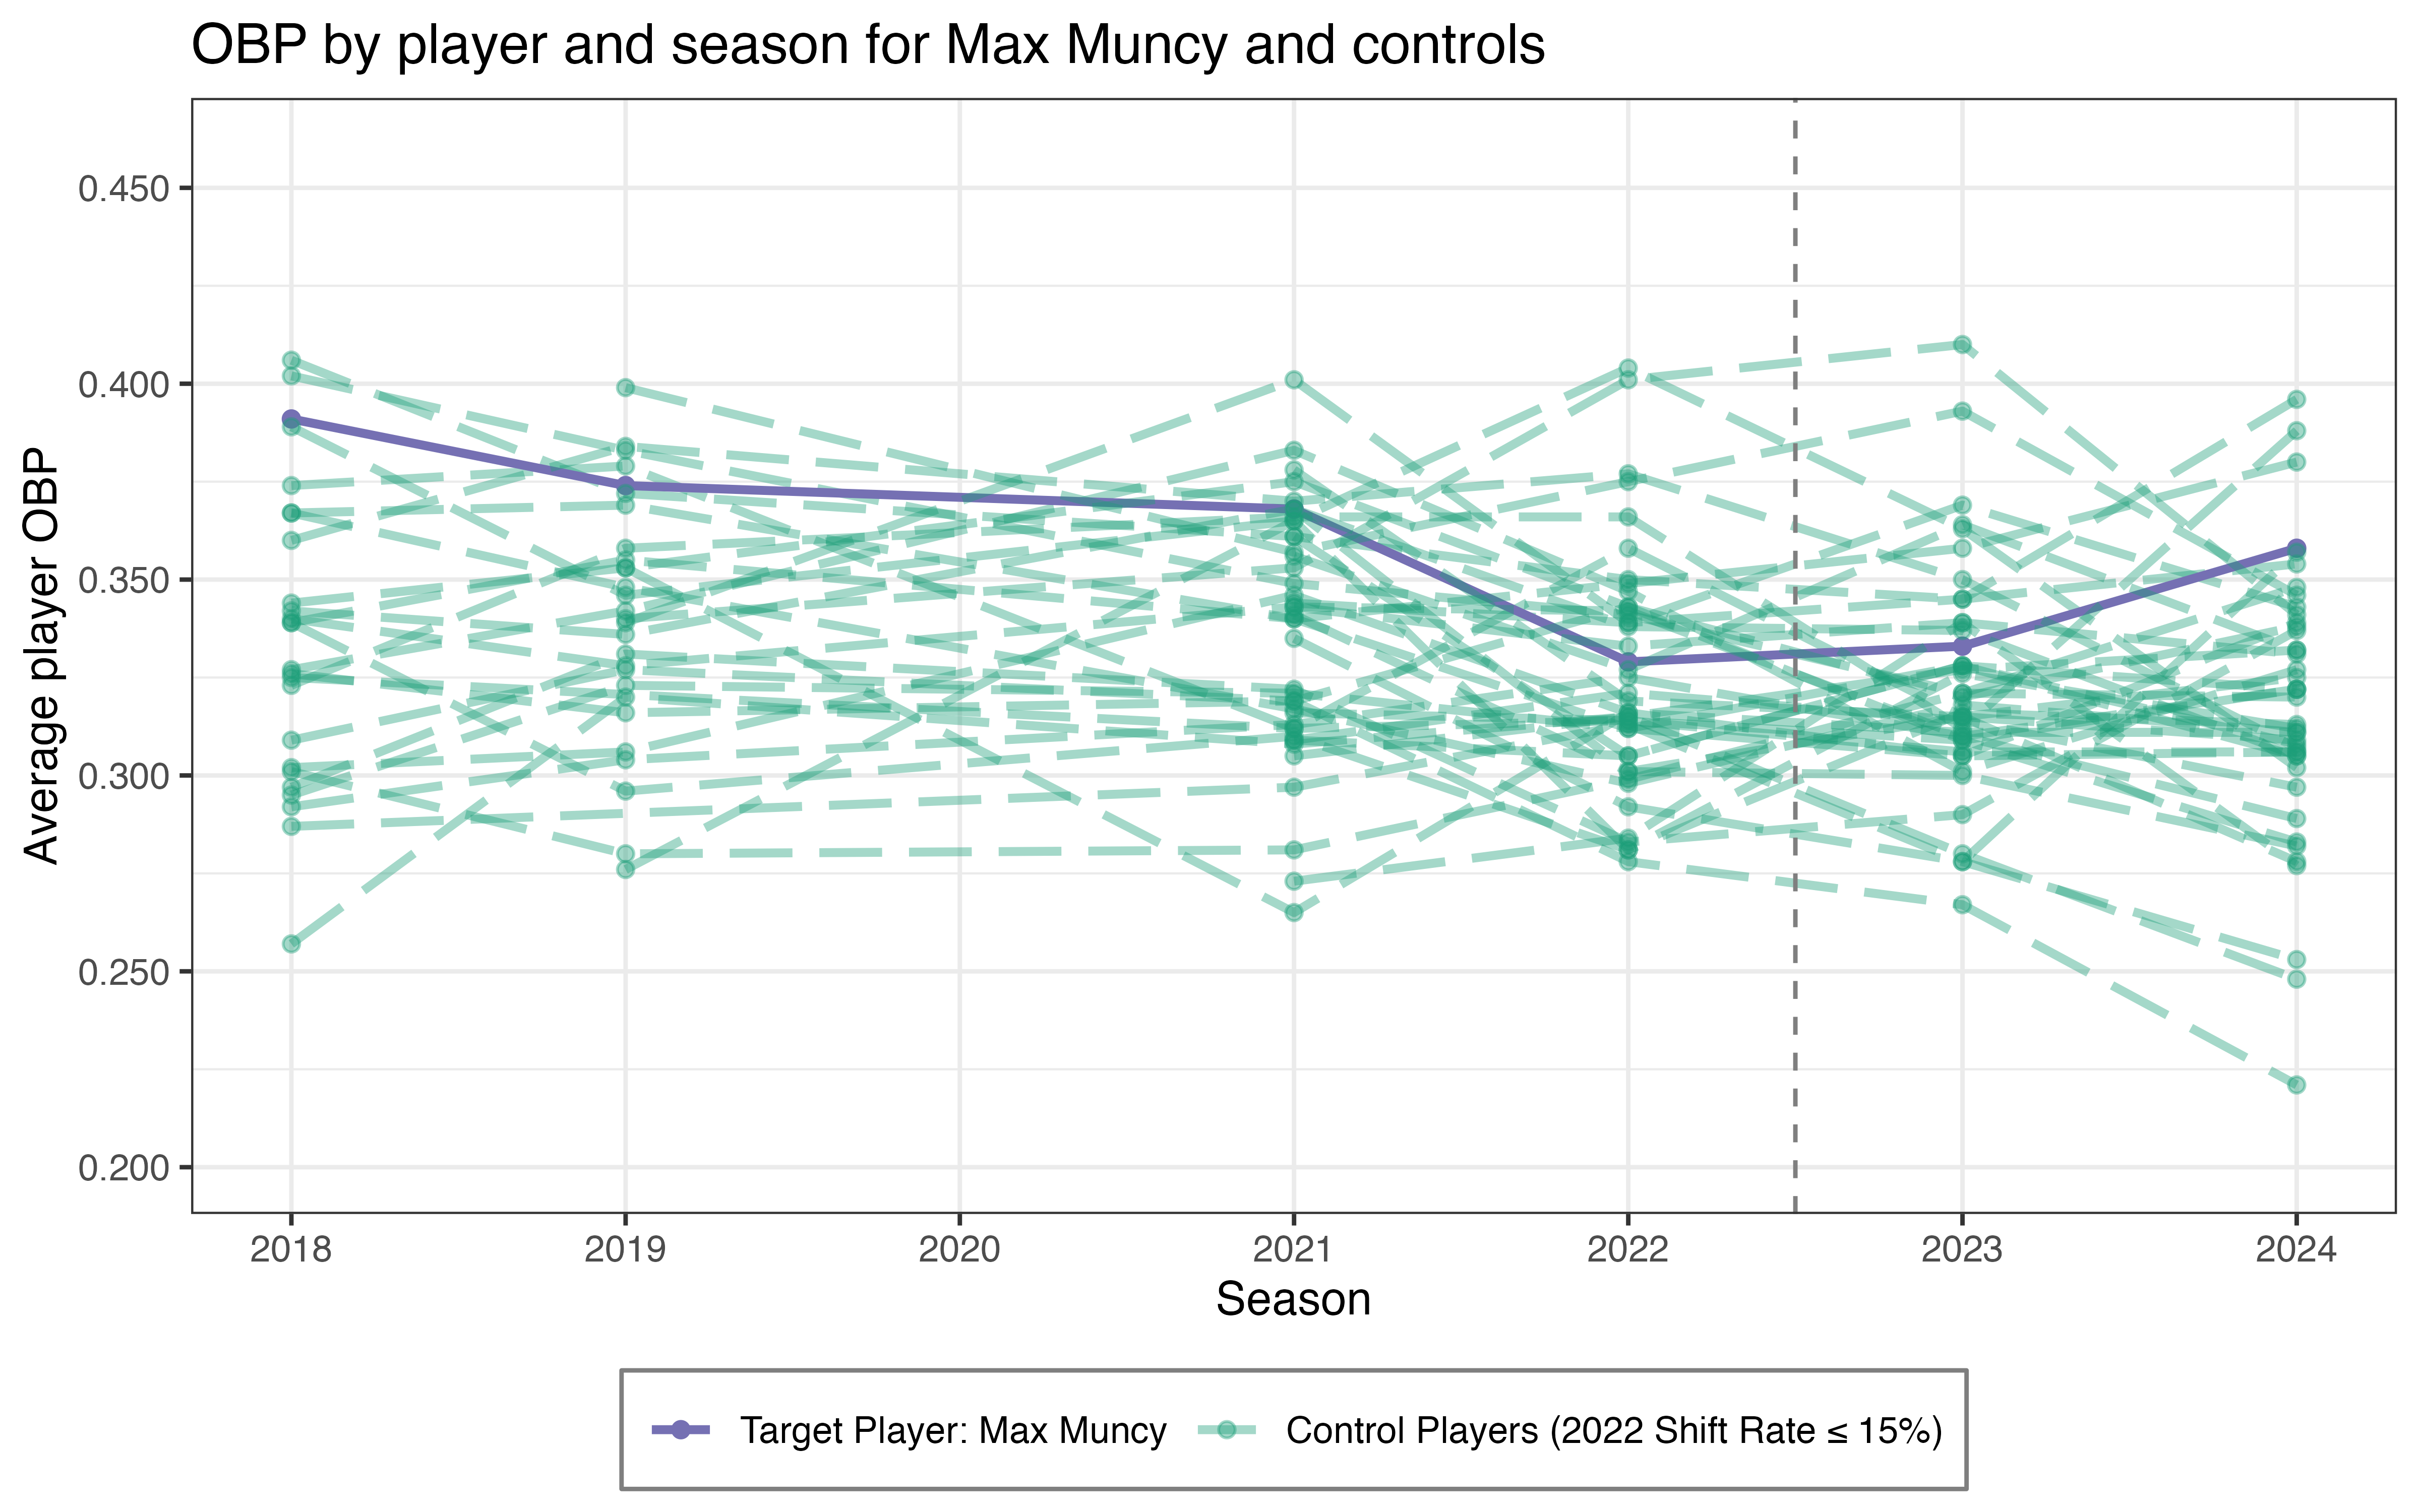 OBP by player and season for Max Muncy and controls
Average player OBP
0.450
0.400
0.350
0.300
0.250
0.200
2018 2019 2020 2021 2022 2023 2024
Season
Target Player: Max Muncy Control Players (2022 Shift Rate ≤ 15%)